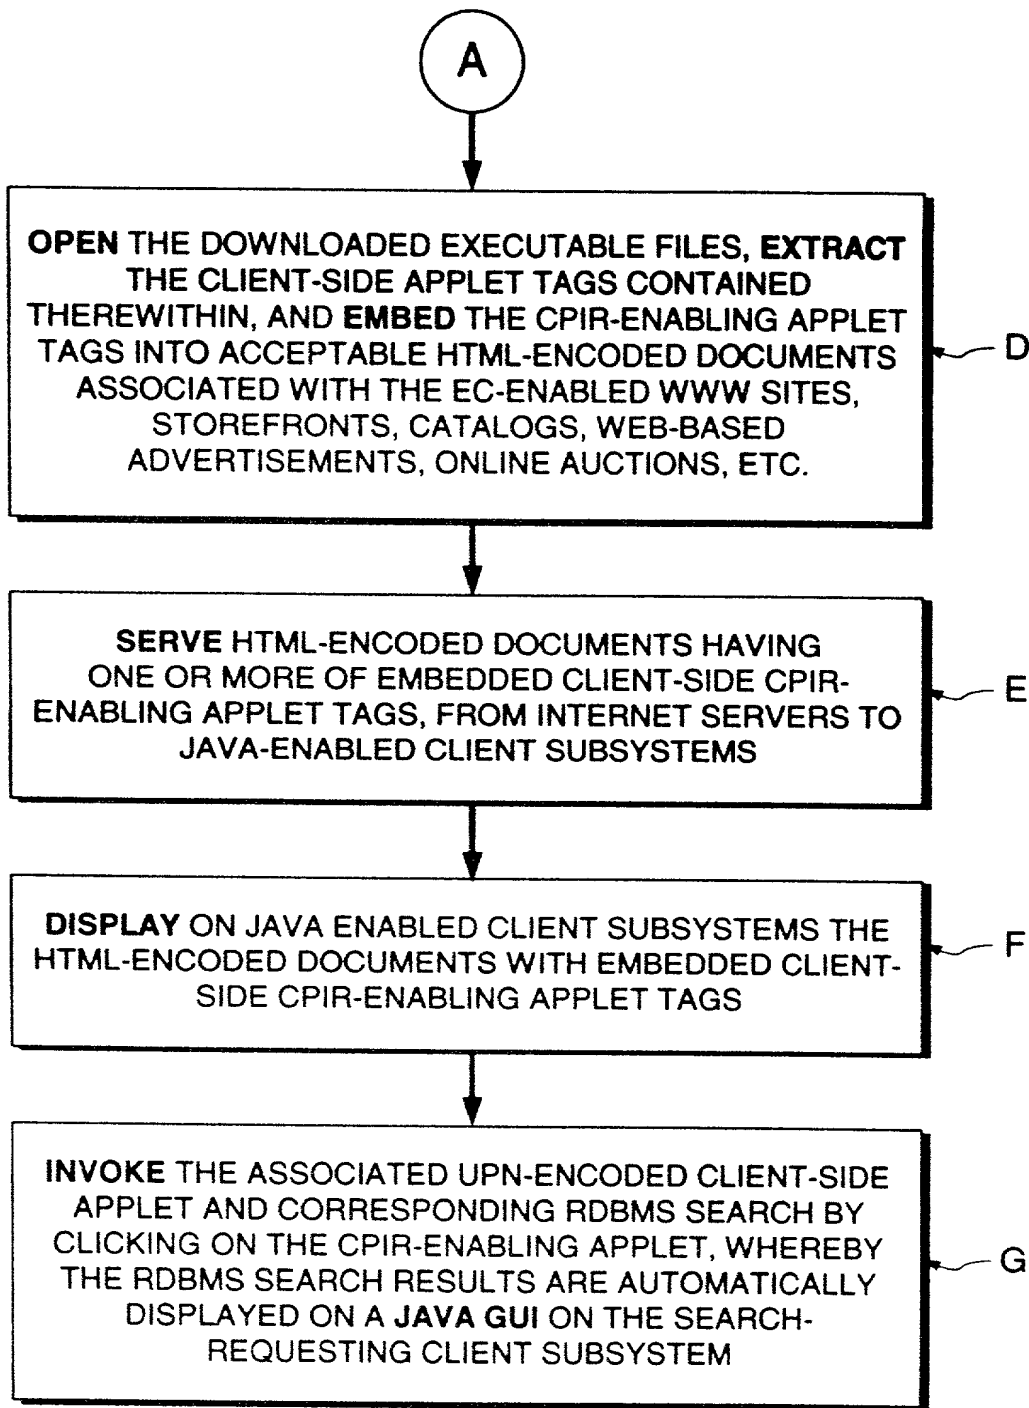 A
OPEN THE DOWNLOADED EXECUTABLE FILES, EXTRACT
THE CLIENT-SIDE APPLET TAGS CONTAINED
THEREWITHIN, AND EMBED THE CPIR-ENABLING APPLET
TAGS INTO ACCEPTABLE HTML-ENCODED DOCUMENTS
ASSOCIATED WITH THE EC-ENABLED WWW SITES,
STOREFRONTS, CATALOGS, WEB-BASED
ADVERTISEMENTS, ONLINE AUCTIONS, ETC.
D
SERVE HTML-ENCODED DOCUMENTS HAVING
ONE OR MORE OF EMBEDDED CLIENT-SIDE CPIR-
ENABLING APPLET TAGS, FROM INTERNET SERVERS TO
JAVA-ENABLED CLIENT SUBSYSTEMS
E
DISPLAY ON JAVA ENABLED CLIENT SUBSYSTEMS THE
HTML-ENCODED DOCUMENTS WITH EMBEDDED CLIENT-
SIDE CPIR-ENABLING APPLET TAGS
F
INVOKE THE ASSOCIATED UPN-ENCODED CLIENT-SIDE
APPLET AND CORRESPONDING RDBMS SEARCH BY
CLICKING ON THE CPIR-ENABLING APPLET, WHEREBY
THE RDBMS SEARCH RESULTS ARE AUTOMATICALLY
DISPLAYED ON A JAVA GUI ON THE SEARCH-
REQUESTING CLIENT SUBSYSTEM
G